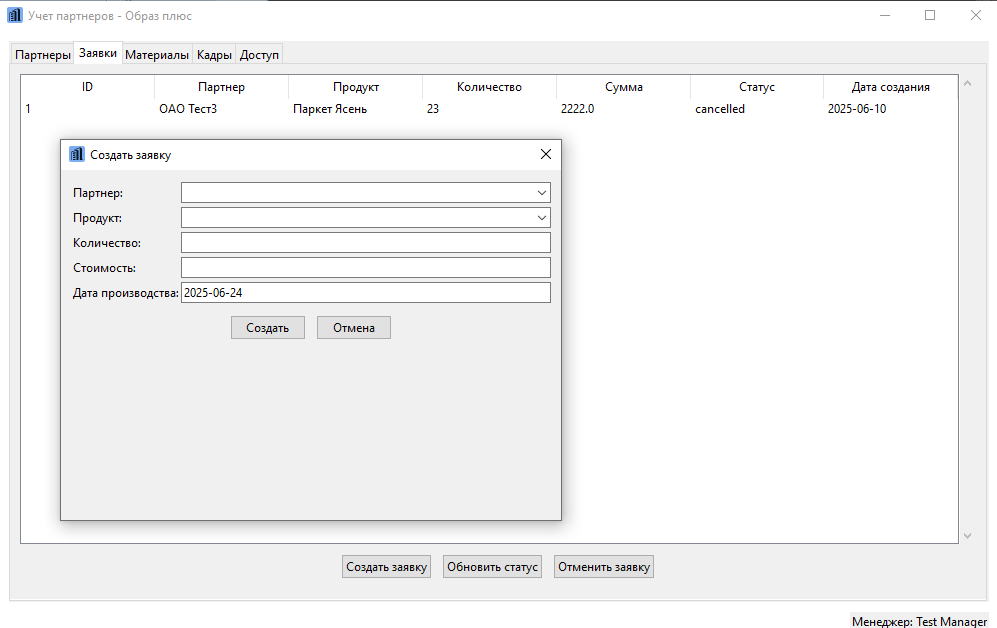 Учет партнеров - Образ плюс
Партнеры Заявки Материалы Кадры Доступ
ID Партнер Продукт Количество Сумма Статус Дата создания
1 ОАО Тест3 Паркет Ясень 23 2222.0 cancelled 2025-06-10
Создать заявку
Партнер:
Продукт:
Количество:
Стоимость:
Дата производства: 2025-06-24
Создать Отмена
Создать заявку Обновить статус Отменить заявку
Менеджер: Test Manager